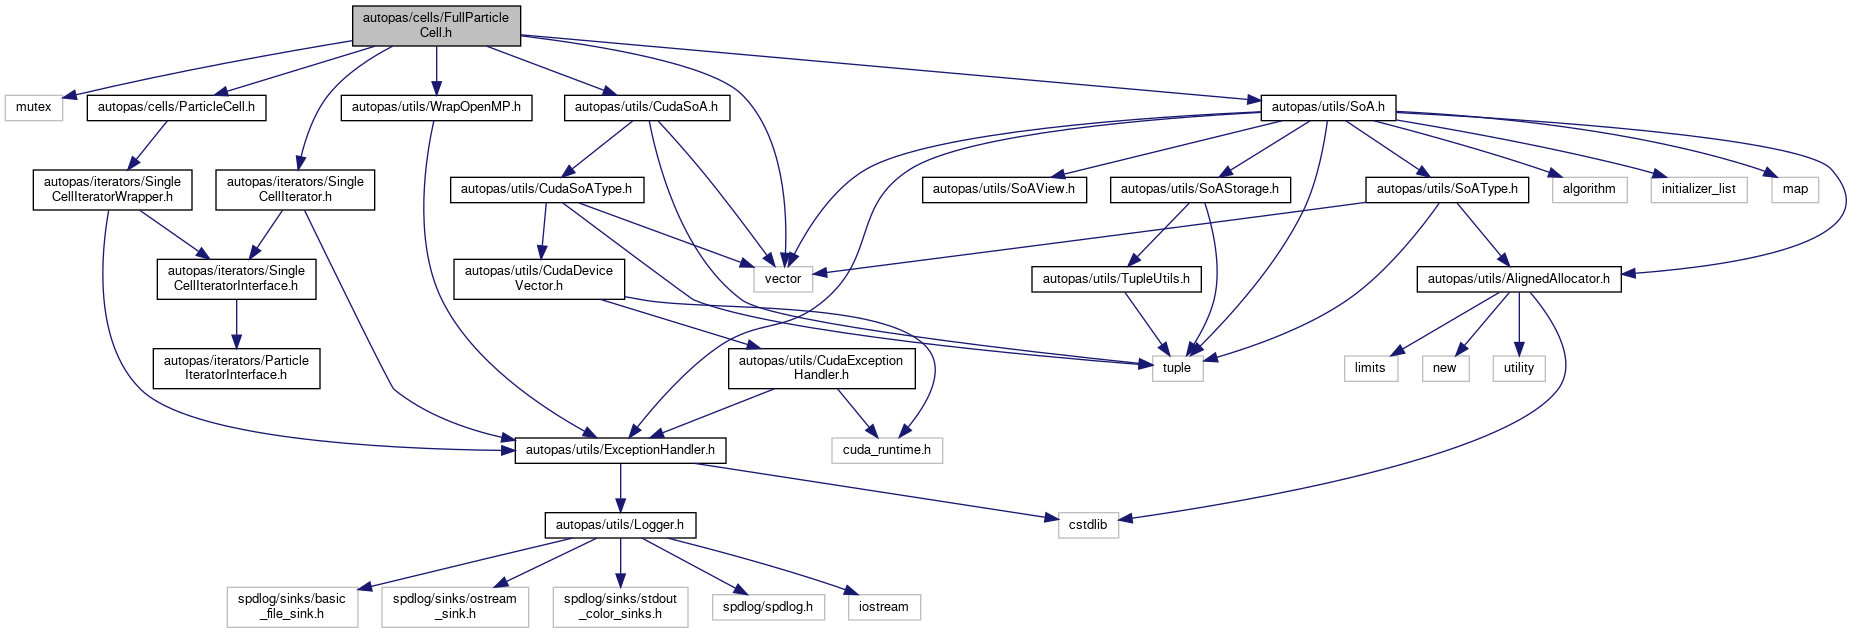 autopas/cells/FullParticle
Cell.h
mutex
autopas/cells/ParticleCell.h
autopas/utils/WrapOpenMP.h
autopas/utils/CudaSoA.h
autopas/utils/SoA.h
autopas/iterators/Single
CellIteratorWrapper.h
autopas/iterators/Single
CellIterator.h
autopas/utils/CudaSoAType.h
autopas/utils/SoAView.h
autopas/utils/SoAStorage.h
autopas/utils/SoAType.h
algorithm
initializer_list
map
autopas/iterators/Single
CellIteratorInterface.h
autopas/utils/CudaDevice
Vector.h
vector
autopas/utils/TupleUtils.h
autopas/utils/AlignedAllocator.h
autopas/iterators/Particle
IteratorInterface.h
autopas/utils/CudaException
Handler.h
tuple
limits
new
utility
autopas/utils/ExceptionHandler.h
cuda_runtime.h
autopas/utils/Logger.h
cstdlib
spdlog/sinks/basic
_file_sink.h
spdlog/sinks/ostream
_sink.h
spdlog/sinks/stdout
_color_sinks.h
spdlog/spdlog.h
iostream